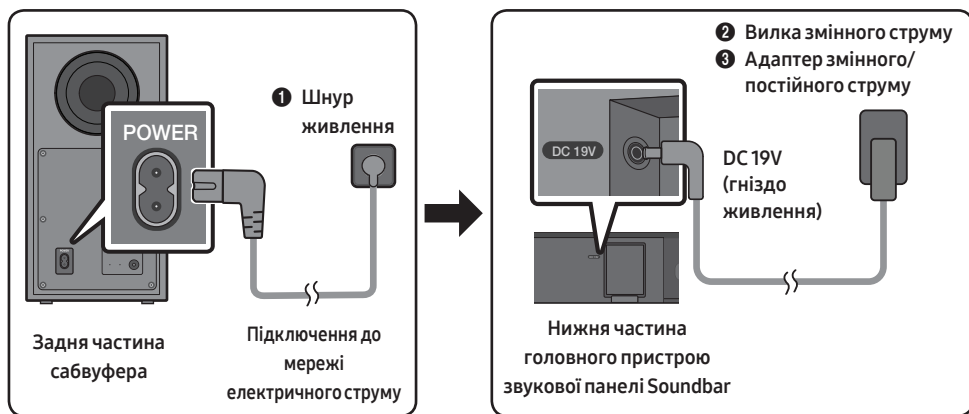 POWER
❶ Шнур
живлення
Задня частина
сабвуфера
Підключення до
мережі
електричного струму
❷ Вилка змінного струму
❸ Адаптер змінного/
постійного струму
DC 19V
DC 19V
(гніздо
живлення)
Нижня частина
головного пристрою
звукової панелі Soundbar